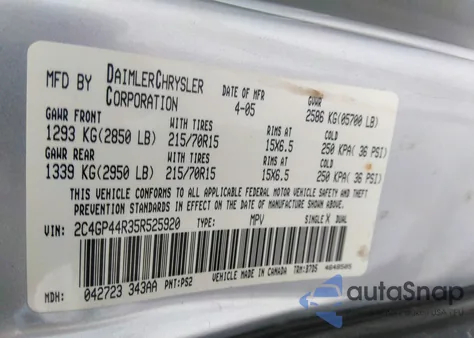 MFD BY DAIMLERCHRYSLER CORPORATION DATE OF MFR 4-05 GVWR 2586 KG(05700 LB)
GAWR FRONT WITH TIRES RIMS AT COLD
1293 KG(2850 LB) 215/70R15 15X6.5 250 KPA( 36 PSI)
GAWR REAR WITH TIRES RIMS AT COLD
1339 KG(2950 LB) 215/70R15 15X6.5 250 KPA( 36 PSI)
THIS VEHICLE CONFORMS TO ALL APPLICABLE FEDERAL MOTOR VEHICLE SAFETY AND
THEFT PREVENTION STANDARDS IN EFFECT ON THE DATE OF MANUFACTURE SHOWN ABOVE.
VIN: 2C4GP44R35R525920 TYPE: MPV SINGLE X DUAL
VEHICLE MADE IN CANADA TRM:DTD5
MDH: 042723 343AA PNT:PS2
autoSnap